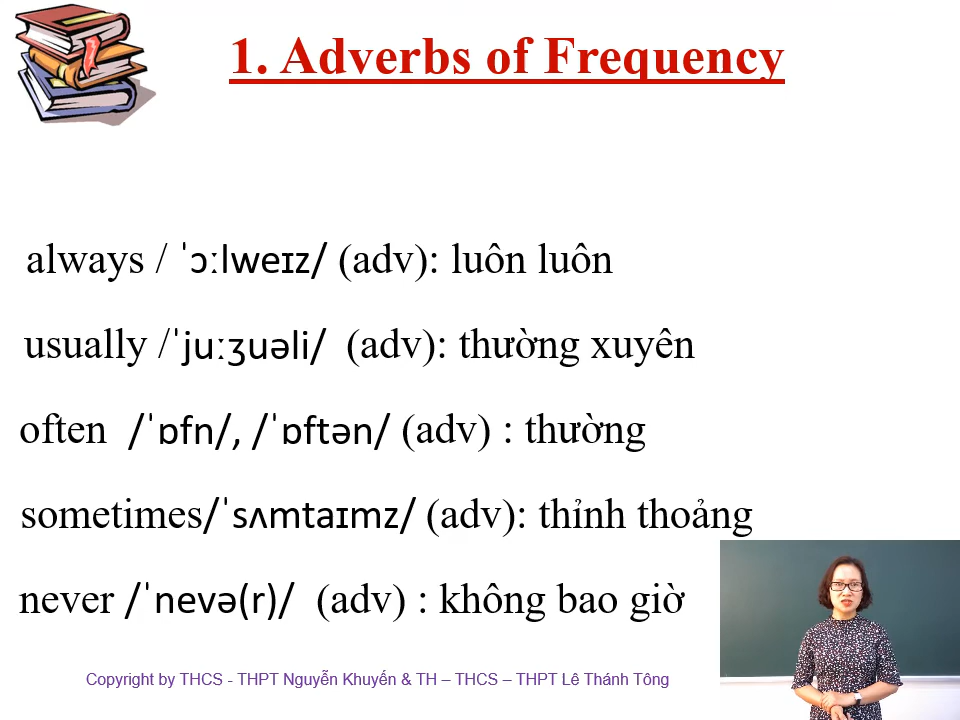 1. Adverbs of Frequency
always / ˈɔːlweɪz/ (adv): luôn luôn
usually /ˈjuːʒuəli/ (adv): thường xuyên
often /ˈɒfn/, /ˈɒftən/ (adv) : thường
sometimes/ˈsʌmtaɪmz/ (adv): thỉnh thoảng
never /ˈnevə(r)/ (adv) : không bao giờ
Copyright by THCS - THPT Nguyễn Khuyến & TH – THCS – THPT Lê Thánh Tông